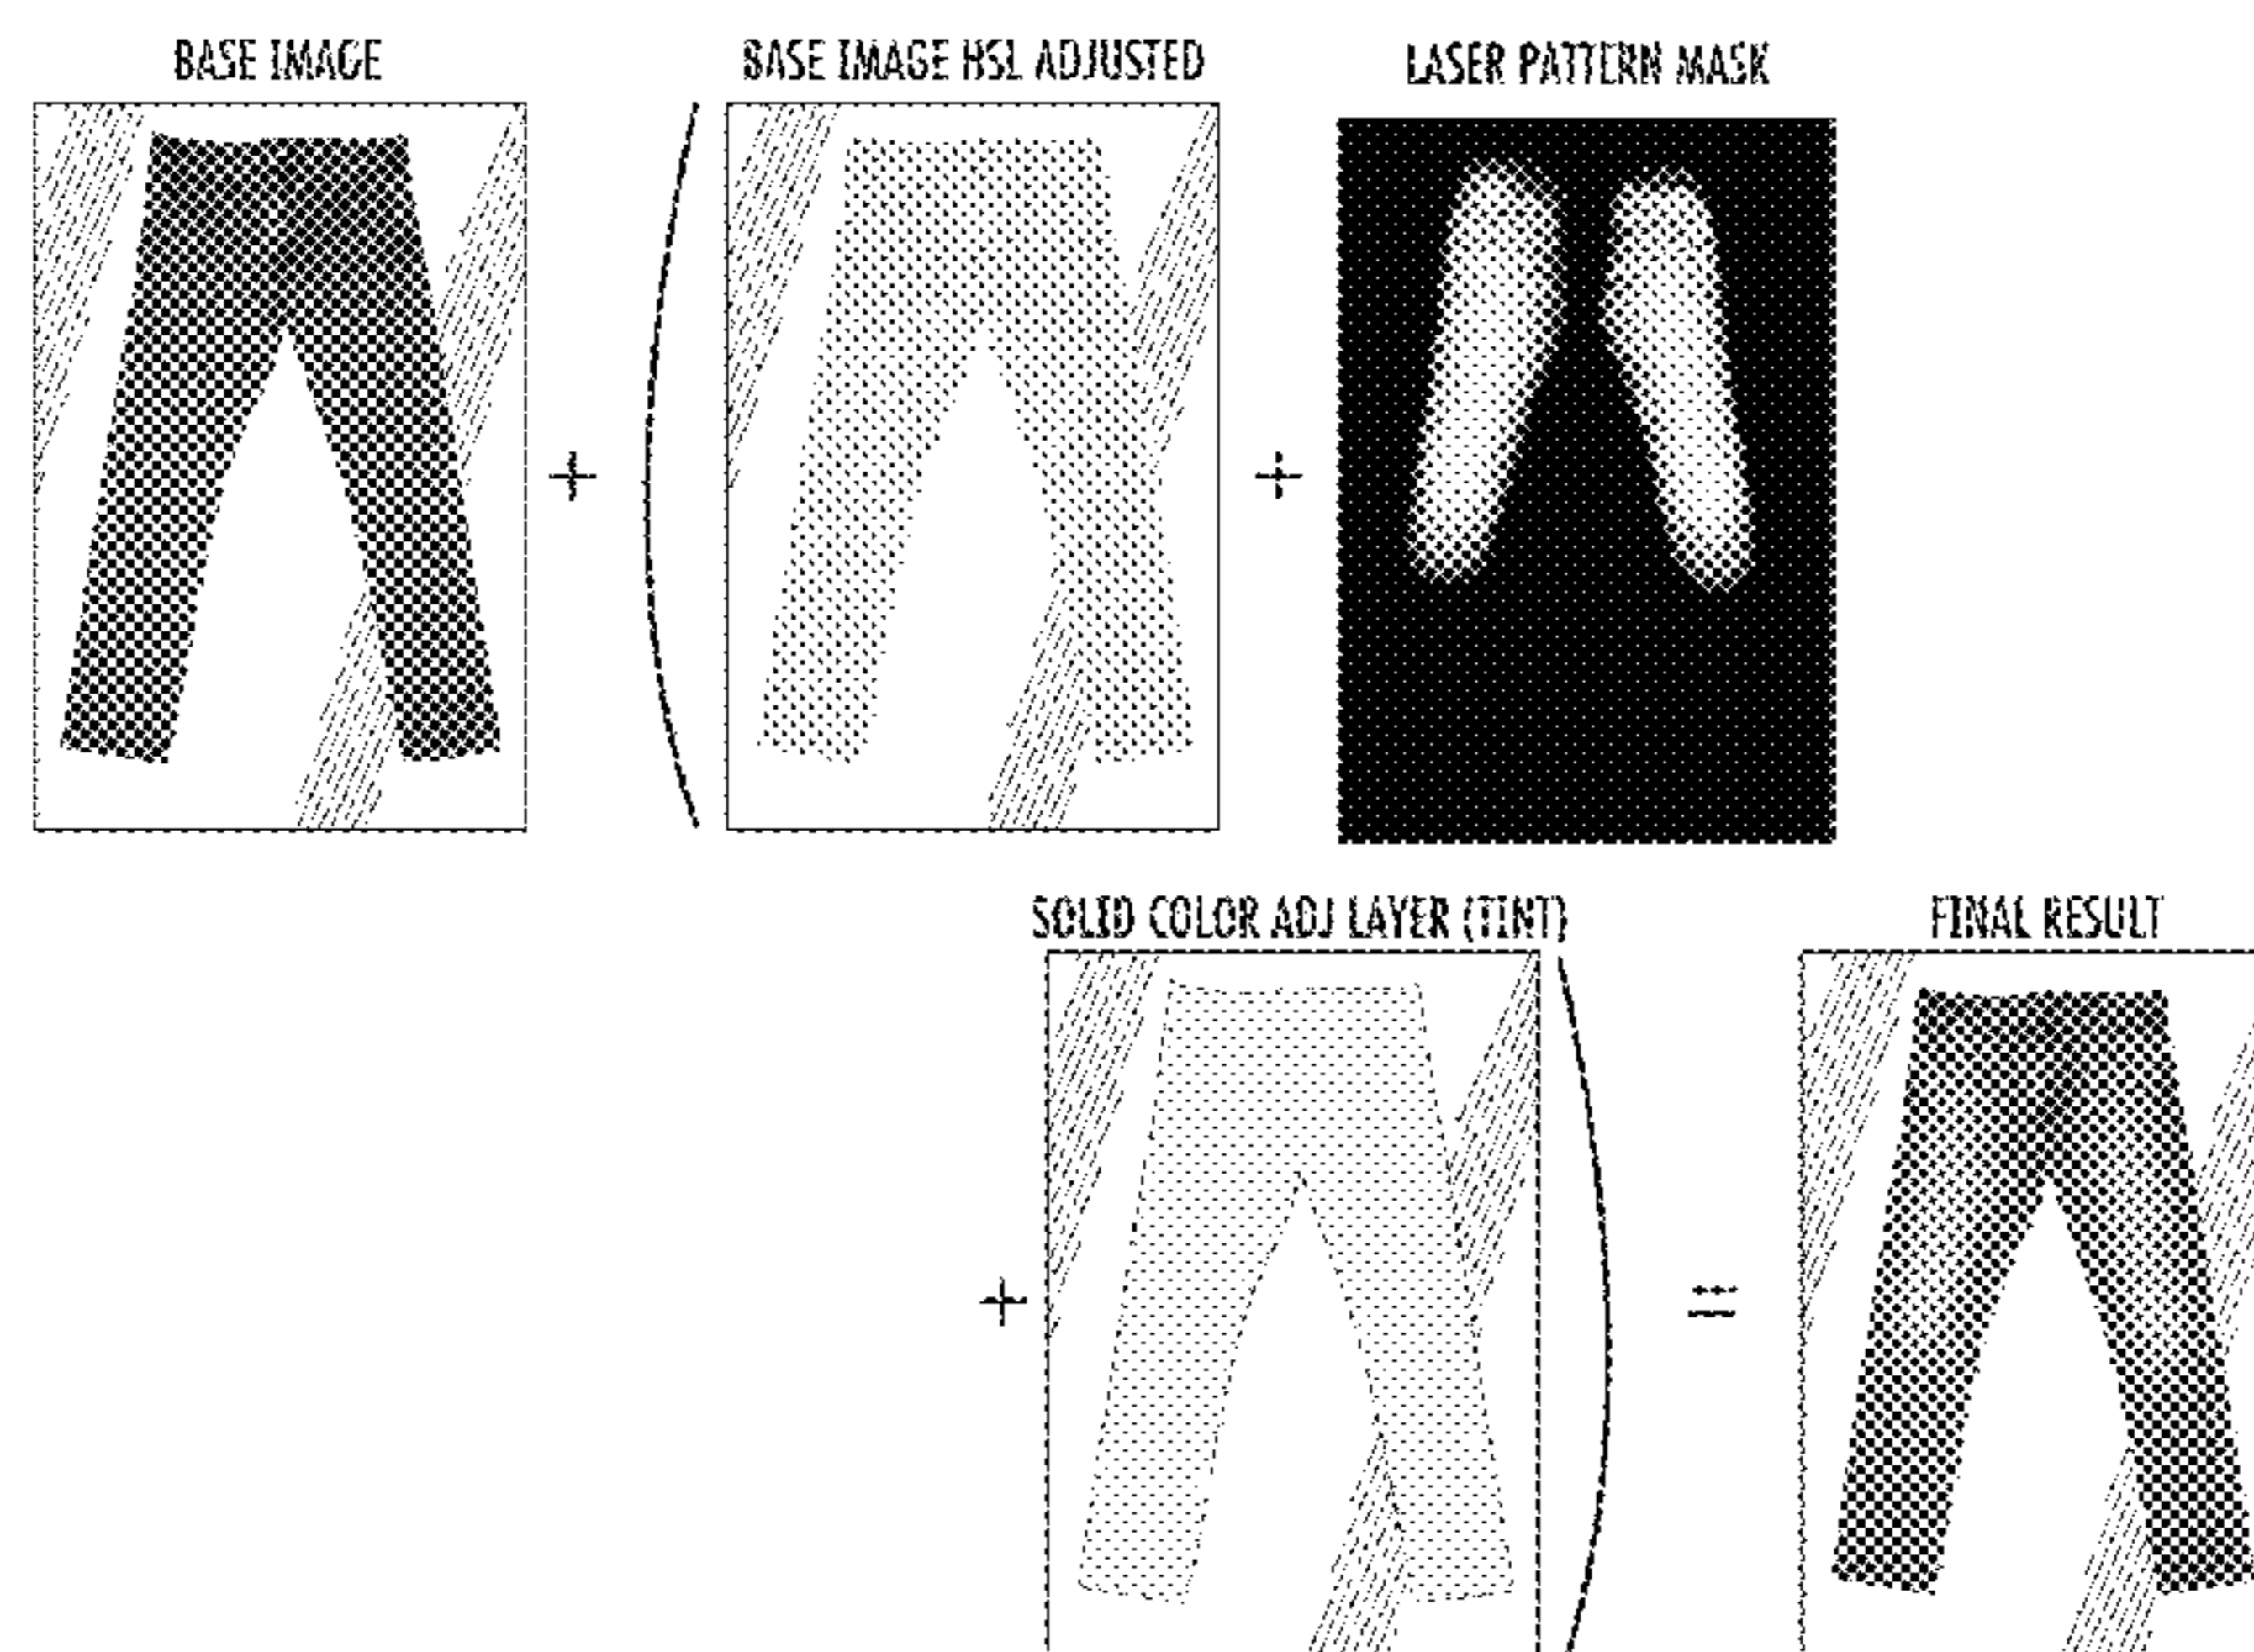 BASE IMAGE
BASE IMAGE HSL ADJUSTED
LASER PATTERN MASK
+
+
SOLID COLOR ADJ LAYER (TINT)
FINAL RESULT
+
=